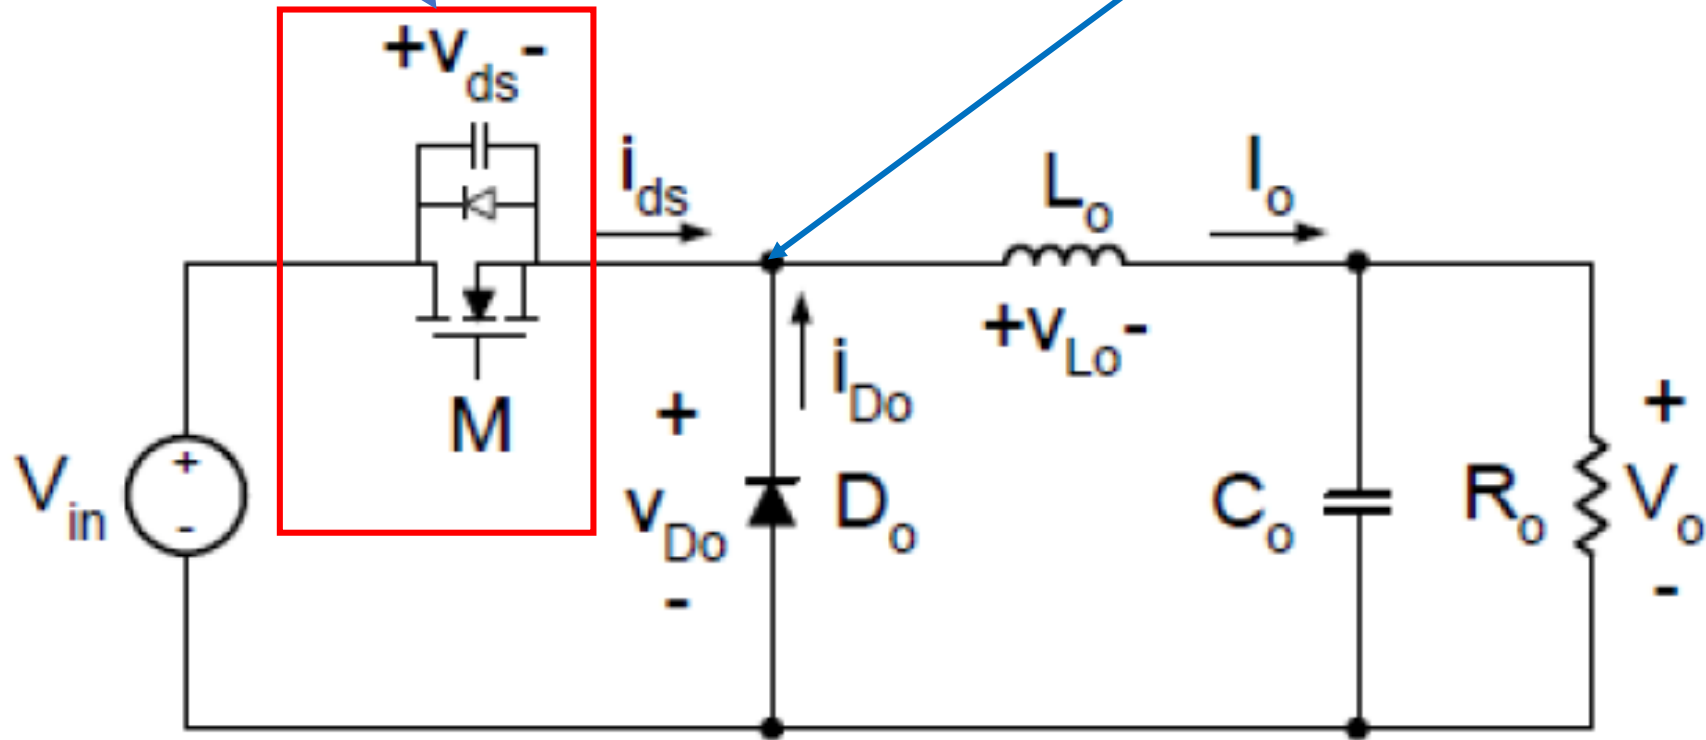 +vds-
ids
Lo
Io
+vLo-
iDo
M
+
vDo
-
Do
Vin
+
-
Co
Ro
+
Vo
-